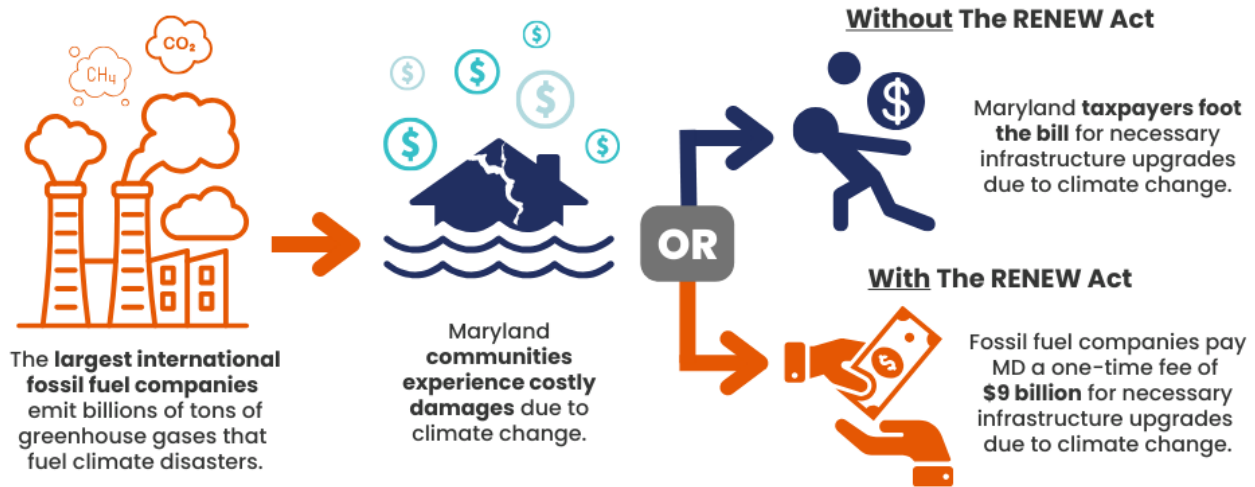 CO₂
CH₄
The largest international
fossil fuel companies
emit billions of tons of
greenhouse gases that
fuel climate disasters.
$
$
$
$
$
$
Maryland
communities
experience costly
damages due to
climate change.
OR
Without The RENEW Act
$
Maryland taxpayers foot
the bill for necessary
infrastructure upgrades
due to climate change.
With The RENEW Act
$
Fossil fuel companies pay
MD a one-time fee of
$9 billion for necessary
infrastructure upgrades
due to climate change.